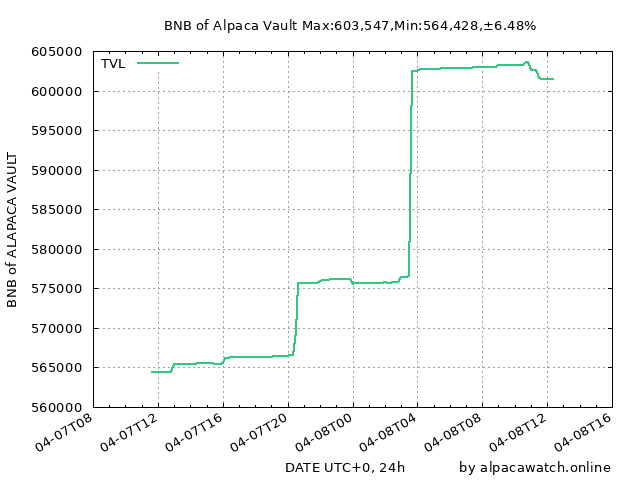 BNB of Alpaca Vault Max:603,547,Min:564,428,±6.48%
TVL
605000
600000
595000
590000
585000
580000
575000
570000
565000
560000
BNB of ALAPACA VAULT
04-07T08
04-07T12
04-07T16
04-07T20
04-08T00
04-08T04
04-08T08
04-08T12
04-08T16
DATE UTC+0, 24h
by alpacawatch.online